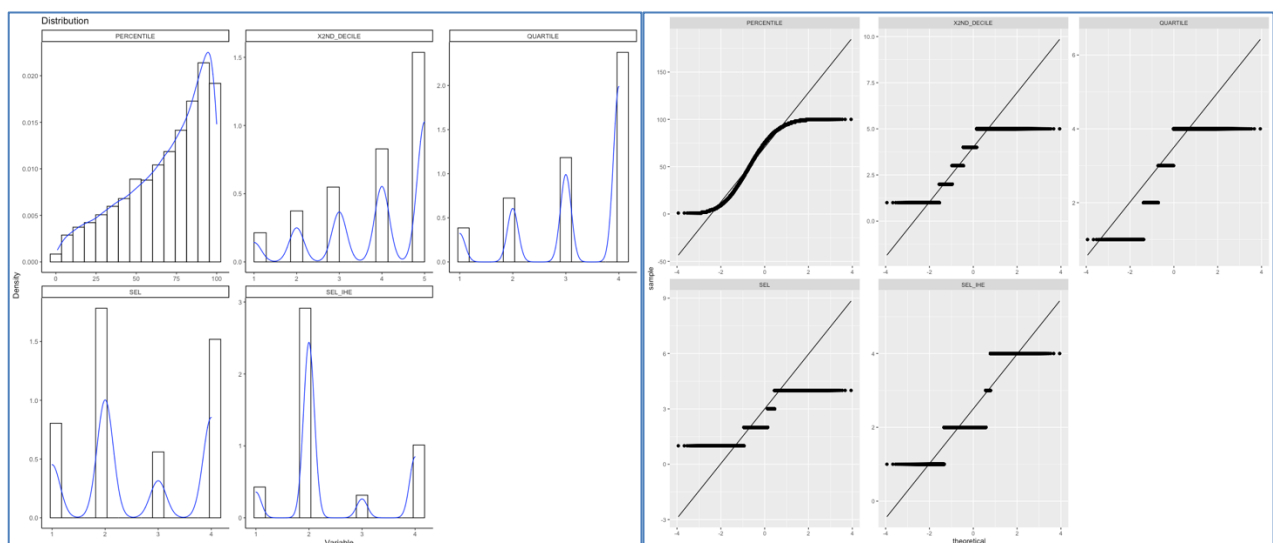 Distribution
PERCENTILE
X2ND_DECILE
QUARTILE
0.020
0.015
0.010
0.005
0.000
0 25 50 75 100
1.5
1.0
0.5
0.0
1 2 3 4 5
2.0
1.5
1.0
0.5
0.0
1 2 3 4
Density
SEL
SEL_IHE
1.5
1.0
0.5
0.0
1 2 3 4
3
2
1
0
1 2 3 4
Variable
PERCENTILE
X2ND_DECILE
QUARTILE
150
100
50
0
-50
-4 -2 0 2 4
10.0
7.5
5.0
2.5
0.0
-4 -2 0 2 4
6
4
2
-4 -2 0 2 4
sample
SEL
SEL_IHE
9
6
3
0
-3
-4 -2 0 2 4
4
2
0
-4 -2 0 2 4
theoretical